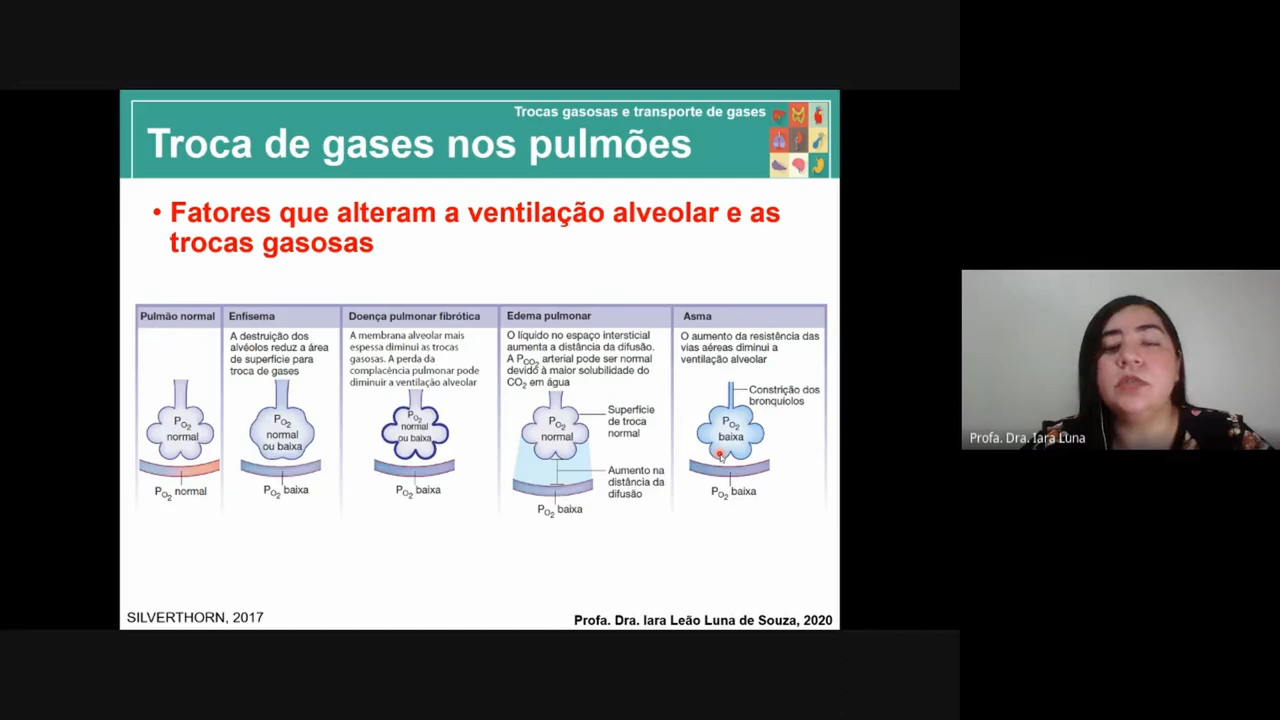 Trocas gasosas e transporte de gases
Troca de gases nos pulmões
• Fatores que alteram a ventilação alveolar e as
trocas gasosas
Pulmão normal
PO2
normal
PO2 normal
Enfisema
A destruição dos
alvéolos reduz a área
de superfície para
troca de gases
PO2
normal
ou baixa
PO2 baixa
Doença pulmonar fibrótica
A membrana alveolar mais
espessa diminui as trocas
gasosas. A perda da
complacência pulmonar pode
diminuir a ventilação alveolar
PO2
normal
ou baixa
PO2 baixa
Edema pulmonar
O líquido no espaço intersticial
aumenta a distância da difusão.
A PCO2 arterial pode ser normal
devido à maior solubilidade do
CO2 em água
PO2
normal
Superfície
de troca
normal
Aumento na
distância da
difusão
PO2 baixa
Asma
O aumento da resistência das
vias aéreas diminui a
ventilação alveolar
Constrição dos
bronquíolos
PO2
baixa
PO2 baixa
SILVERTHORN, 2017
Profa. Dra. Iara Leão Luna de Souza, 2020
Profa. Dra. Iara Luna